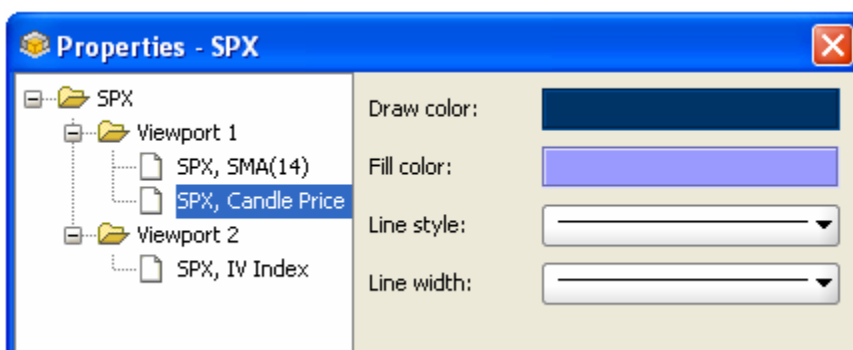 Properties - SPX
SPX
Viewport 1
SPX, SMA(14)
SPX, Candle Price
Viewport 2
SPX, IV Index
Draw color:
Fill color:
Line style:
Line width: